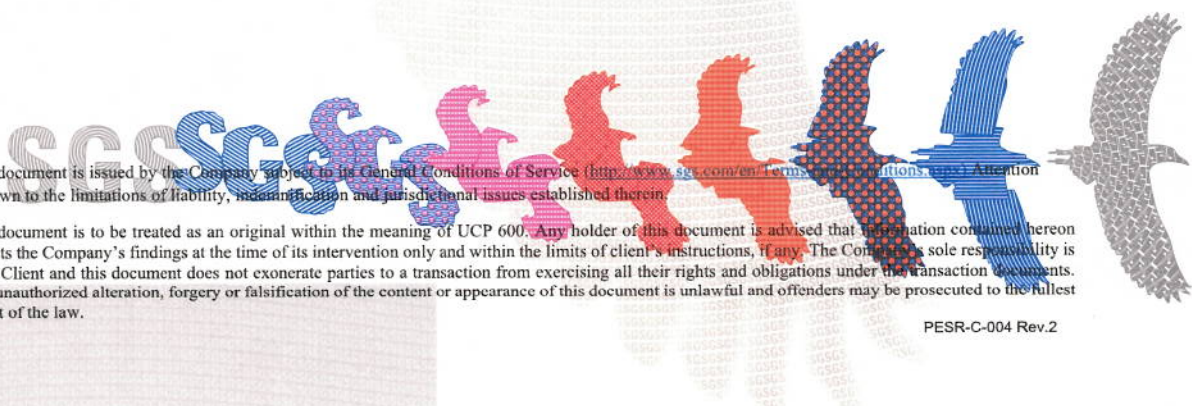 SGS SGS SGS
document is issued by the Company subject to its General Conditions of Service (http://www.sgs.com/en/Terms-and-Conditions.aspx) Attention
wn to the limitations of liability, indemnification and jurisdictional issues established therein.
document is to be treated as an original within the meaning of UCP 600. Any holder of this document is advised that information contained hereon
ts the Company's findings at the time of its intervention only and within the limits of client's instructions, if any. The Company's sole responsibility is
Client and this document does not exonerate parties to a transaction from exercising all their rights and obligations under the transaction documents.
unauthorized alteration, forgery or falsification of the content or appearance of this document is unlawful and offenders may be prosecuted to the fullest
t of the law.
PESR-C-004 Rev.2